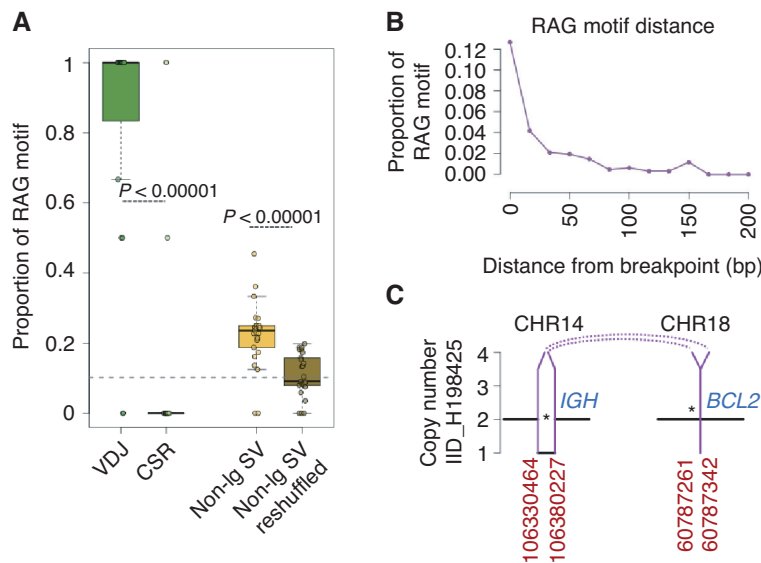 A
Proportion of RAG motif
1
0.8
0.6
0.4
0.2
0
P < 0.00001
P < 0.00001
VDJ
CSR
Non-Ig SV
Non-Ig SV
reshuffled
B
RAG motif distance
Proportion of
RAG motif
0.12
0.10
0.08
0.06
0.04
0.02
0.00
0
50
100
150
200
Distance from breakpoint (bp)
C
CHR14
CHR18
Copy number
IID_H198425
4
3
2
1
*
IGH
*
BCL2
106330464
106380227
60787261
60787342